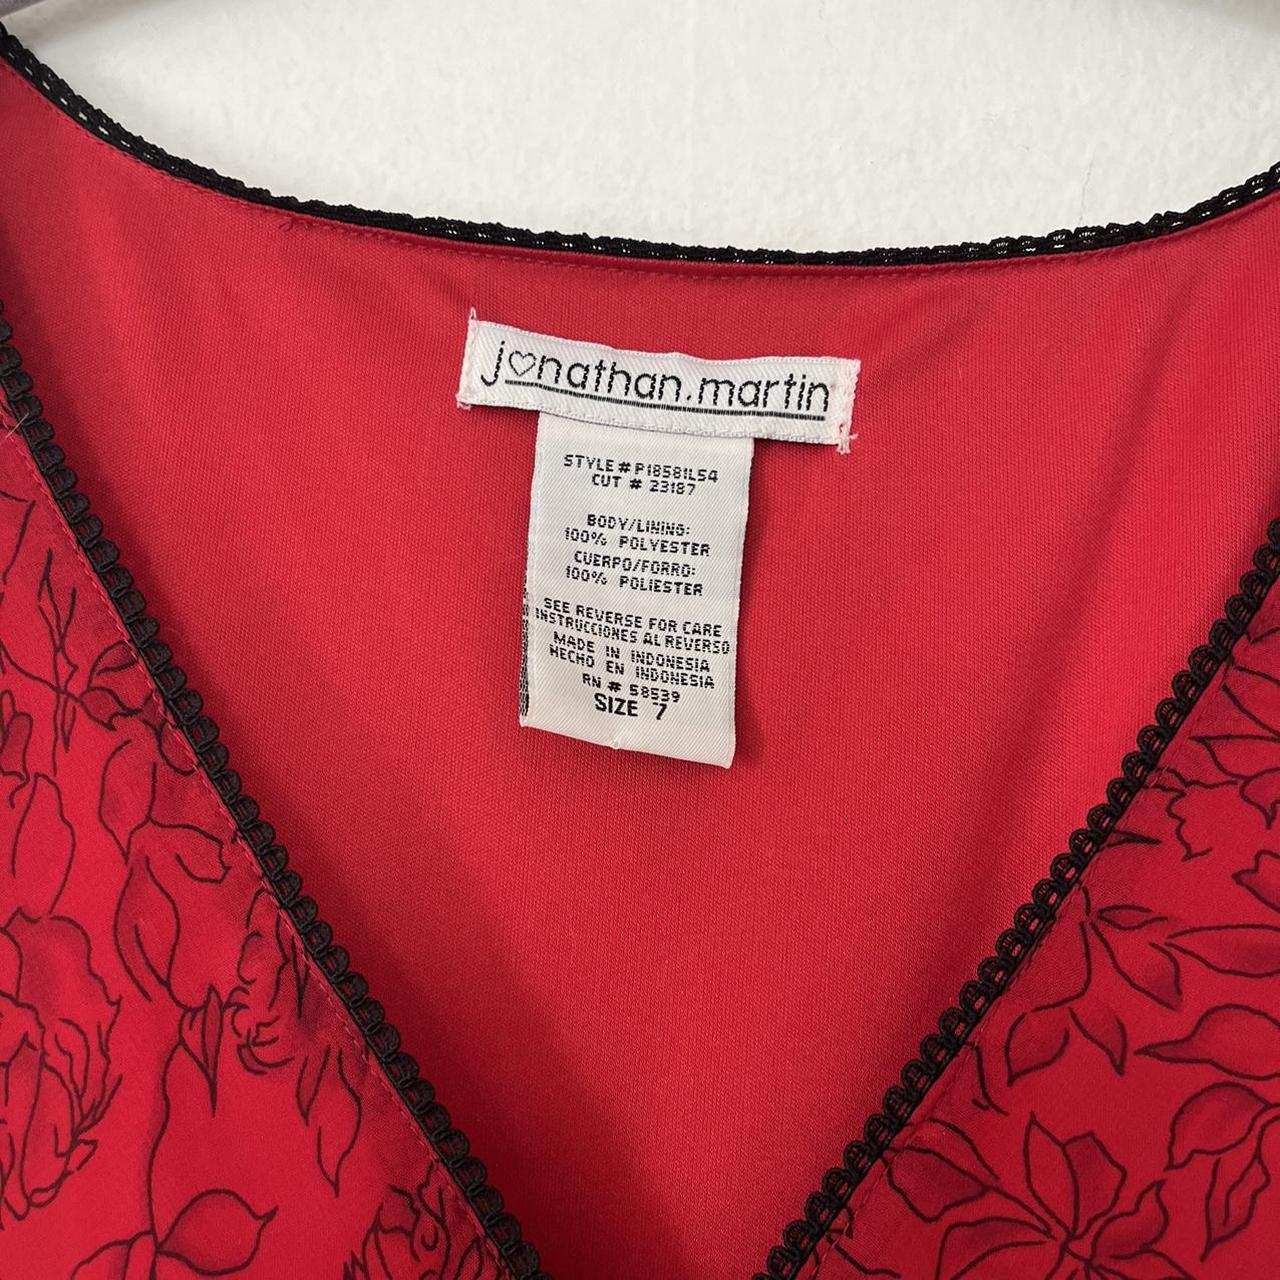 jonathan.martin
STYLE # P18581L54
CUT # 23187
BODY/LINING:
100% POLYESTER
CUERPO/FORRO:
100% POLIESTER
SEE REVERSE FOR CARE
INSTRUCCIONES AL REVERSO
MADE IN INDONESIA
HECHO EN INDONESIA
RN # 58539
SIZE 7